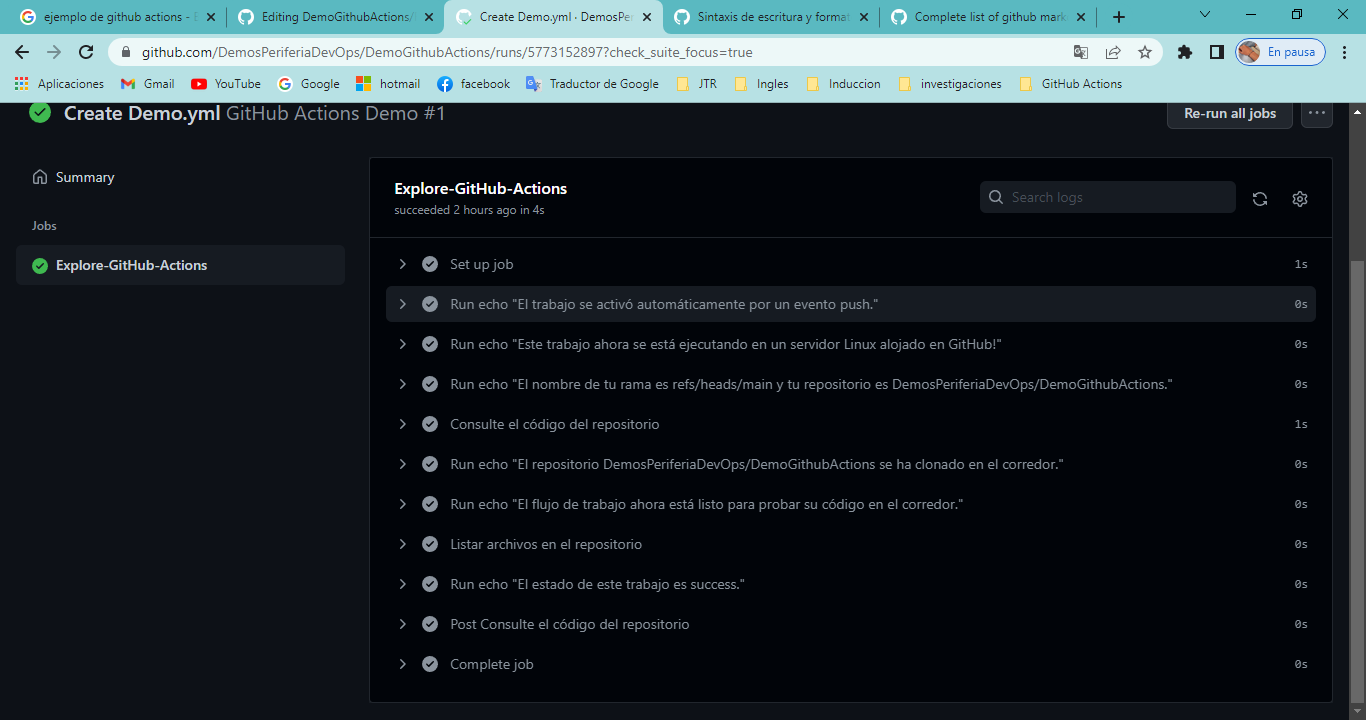 ejemplo de github actions - B
Editing DemoGithubActions/
Create Demo.yml · DemosPer
Sintaxis de escritura y format
Complete list of github mark
github.com/DemosPeriferiaDevOps/DemoGithubActions/runs/5773152897?check_suite_focus=true
En pausa
Aplicaciones
Gmail
YouTube
Google
hotmail
facebook
Traductor de Google
JTR
Ingles
Induccion
investigaciones
GitHub Actions
Create Demo.yml GitHub Actions Demo #1
Re-run all jobs
Summary
Jobs
Explore-GitHub-Actions
Explore-GitHub-Actions
succeeded 2 hours ago in 4s
Search logs
Set up job 1s
Run echo "El trabajo se activó automáticamente por un evento push." 0s
Run echo "Este trabajo ahora se está ejecutando en un servidor Linux alojado en GitHub!" 0s
Run echo "El nombre de tu rama es refs/heads/main y tu repositorio es DemosPeriferiaDevOps/DemoGithubActions." 0s
Consulte el código del repositorio 1s
Run echo "El repositorio DemosPeriferiaDevOps/DemoGithubActions se ha clonado en el corredor." 0s
Run echo "El flujo de trabajo ahora está listo para probar su código en el corredor." 0s
Listar archivos en el repositorio 0s
Run echo "El estado de este trabajo es success." 0s
Post Consulte el código del repositorio 0s
Complete job 0s